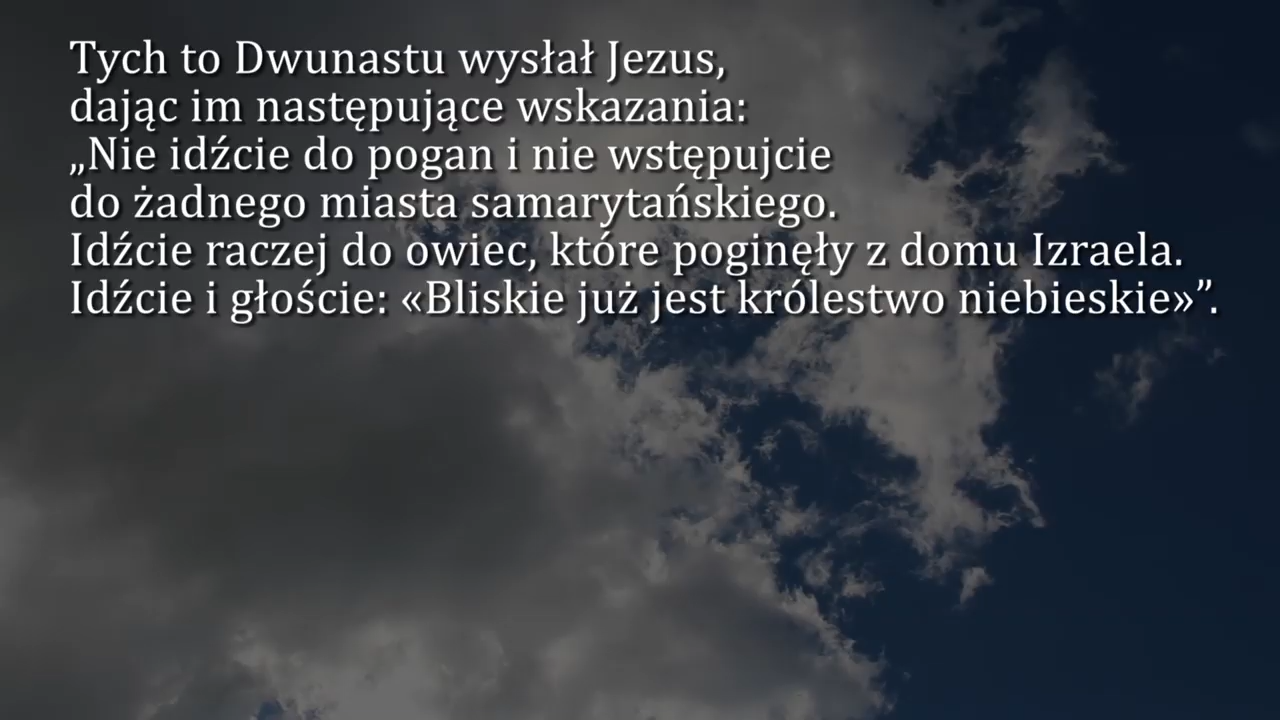 Tych to Dwunastu wysłał Jezus,
dając im następujące wskazania:
„Nie idźcie do pogan i nie wstępujcie
do żadnego miasta samarytańskiego.
Idźcie raczej do owiec, które poginęły z domu Izraela.
Idźcie i głoście: «Bliskie już jest królestwo niebieskie»”.